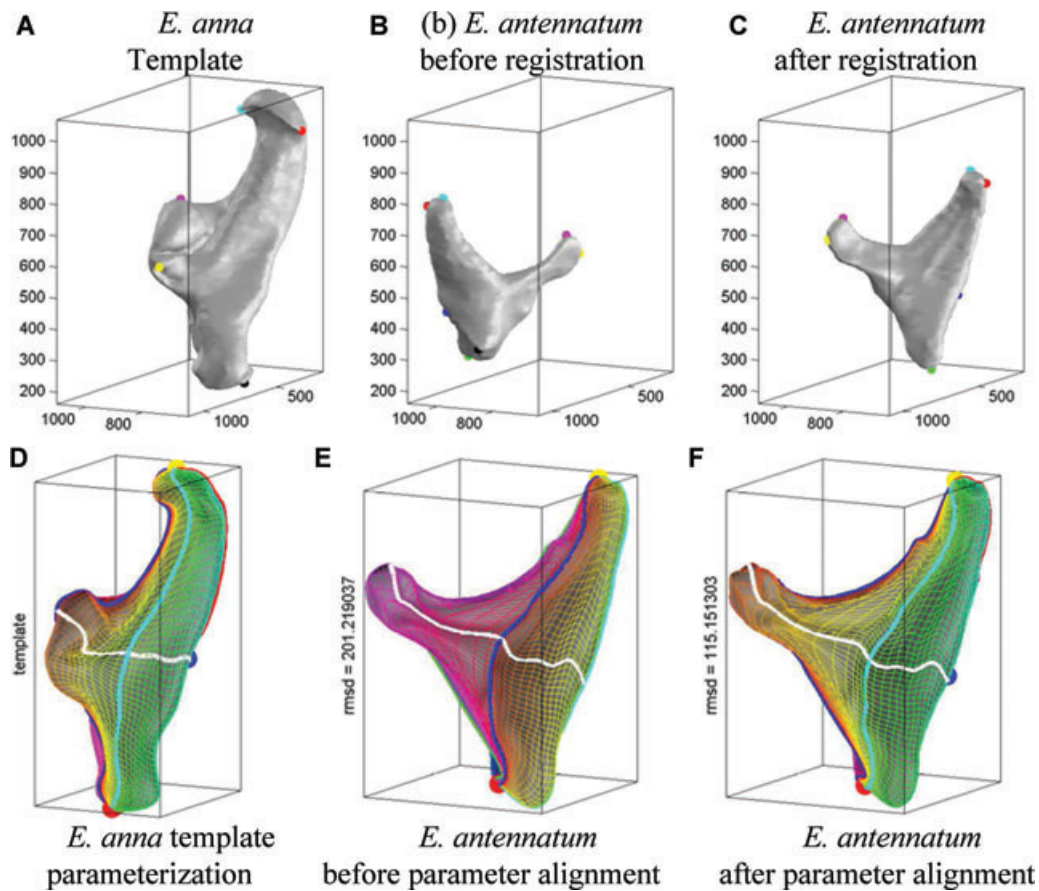 A
E. anna
Template
B
(b) E. antennatum
before registration
C
E. antennatum
after registration
1000
900
800
700
600
500
400
300
200
1000
800
1000
500
1000
900
800
700
600
500
400
300
200
1000
800
1000
500
1000
900
800
700
600
500
400
300
200
1000
800
1000
500
D
E
F
template
rmsd = 201.219037
rmsd = 115.151303
E. anna template
parameterization
E. antennatum
before parameter alignment
E. antennatum
after parameter alignment